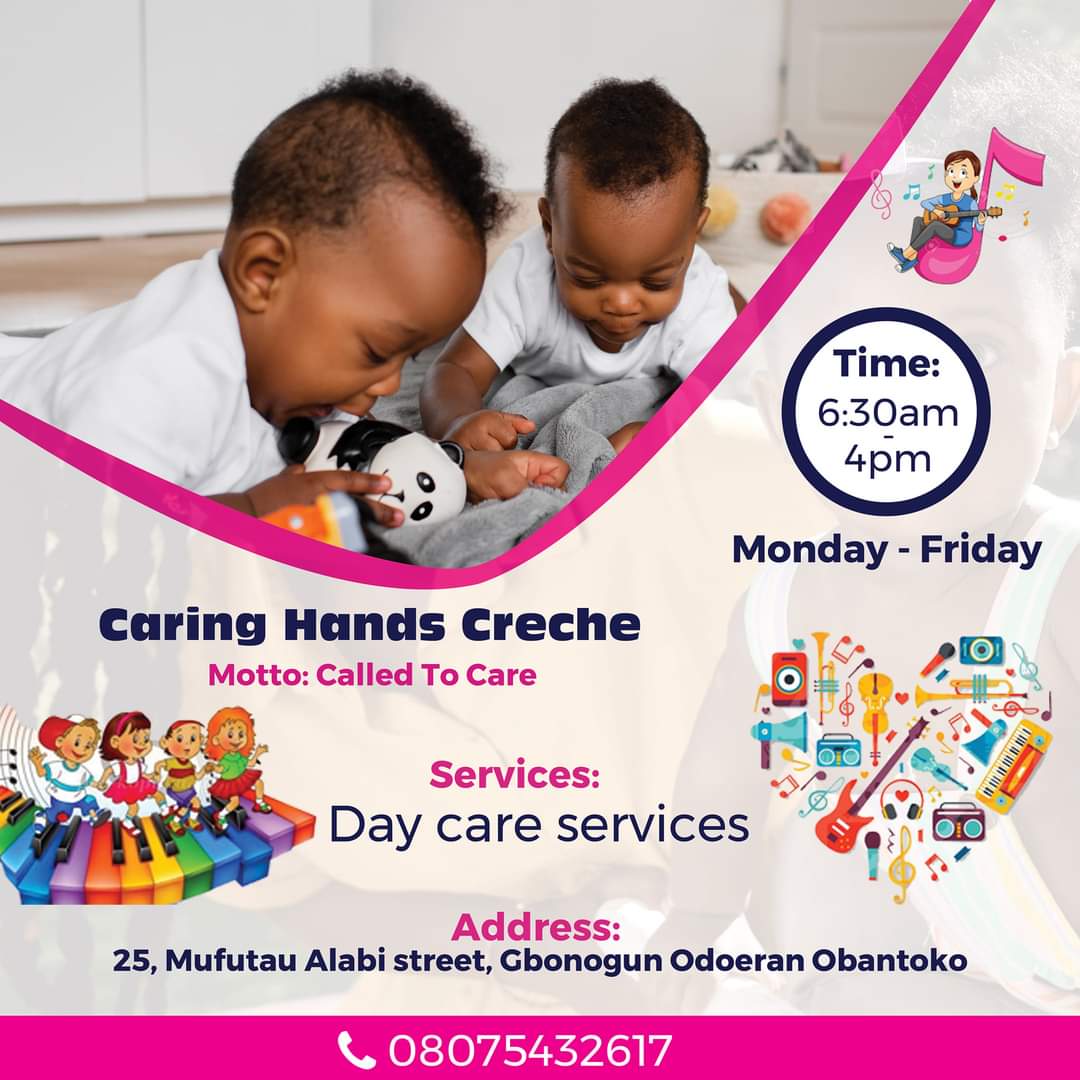 Time:
6:30am
-
4pm
Monday - Friday
Caring Hands Creche
Motto: Called To Care
Services:
Day care services
Address:
25, Mufutau Alabi street, Gbonogun Odoeran Obantoko
08075432617